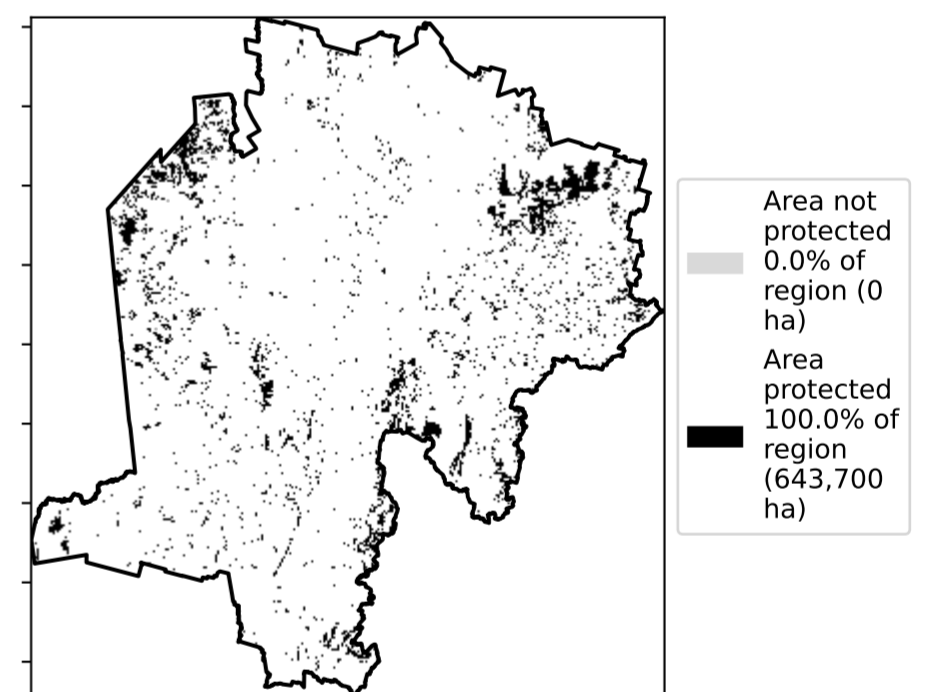 Area not
protected
0.0% of
region (0
ha)
Area
protected
100.0% of
region
(643,700
ha)